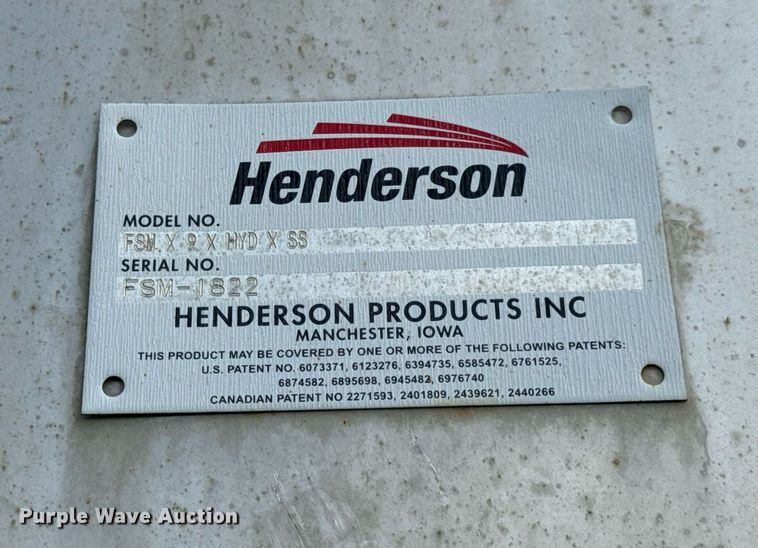 Henderson
MODEL NO.
FSM X 9 X HYD X SS
SERIAL NO.
FSM-1822
HENDERSON PRODUCTS INC
MANCHESTER, IOWA
THIS PRODUCT MAY BE COVERED BY ONE OR MORE OF THE FOLLOWING PATENTS:
U.S. PATENT NO. 6073371, 6123276, 6394735, 6585472, 6761525,
6874582, 6895698, 6945482, 6976740
CANADIAN PATENT NO 2271593, 2401809, 2439621, 2440266
Purple Wave Auction